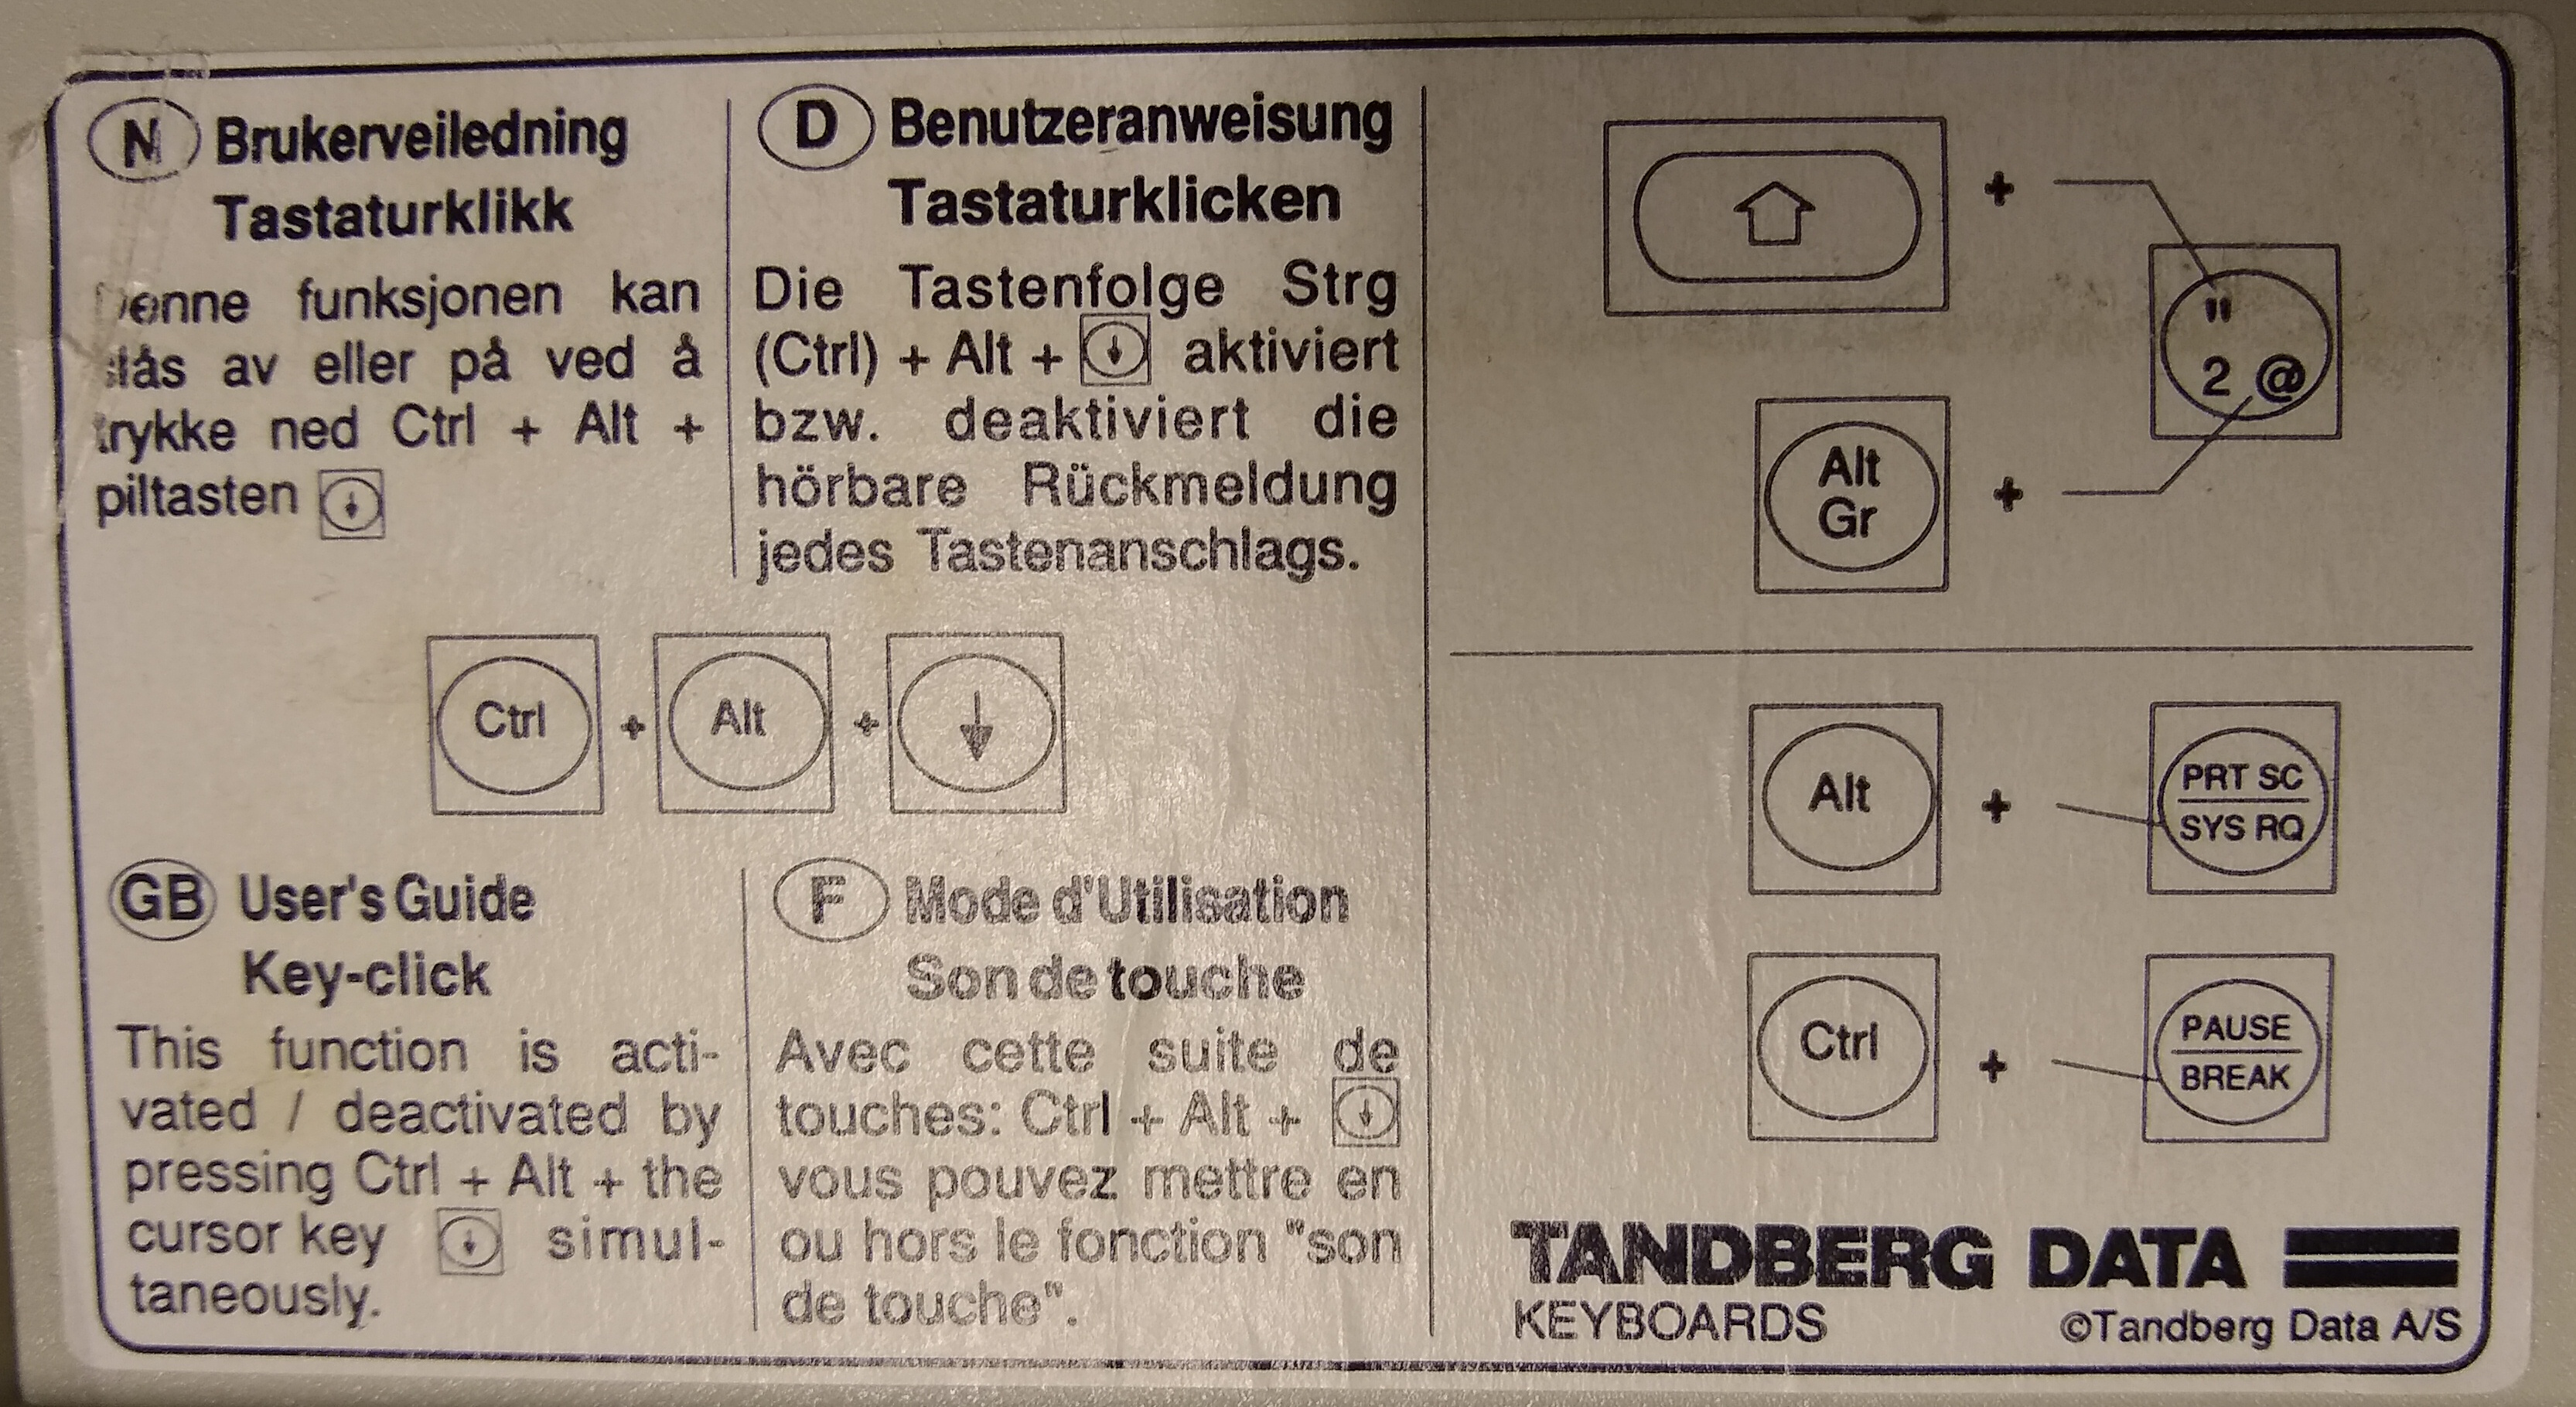 N Brukerveiledning
Tastaturklikk
Denne funksjonen kan
slås av eller på ved å
trykke ned Ctrl + Alt +
piltasten ↓
D Benutzeranweisung
Tastaturklicken
Die Tastenfolge Strg
(Ctrl) + Alt + ↓ aktiviert
bzw. deaktiviert die
hörbare Rückmeldung
jedes Tastenanschlags.
Ctrl + Alt + ↓
GB User's Guide
Key-click
This function is acti-
vated / deactivated by
pressing Ctrl + Alt + the
cursor key ↓ simul-
taneously.
F Mode d'Utilisation
Son de touche
Avec cette suite de
touches: Ctrl + Alt + ↓
vous pouvez mettre en
ou hors le fonction "son
de touche".
⇧ +
"
2 @
Alt
Gr +
Alt +
PRT SC
SYS RQ
Ctrl +
PAUSE
BREAK
TANDBERG DATA
KEYBOARDS
©Tandberg Data A/S